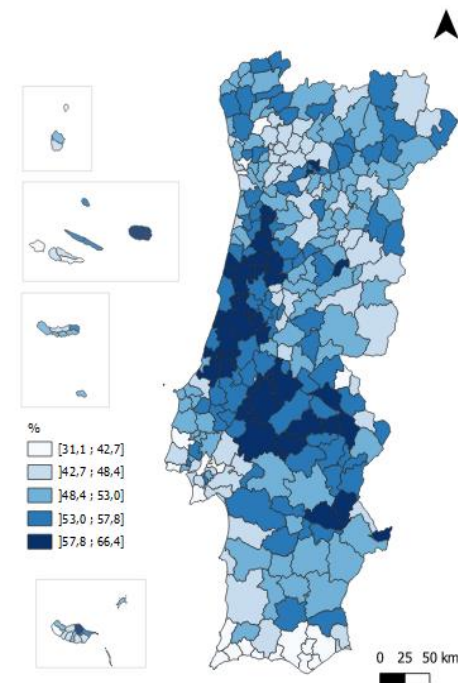 %
[31,1 ; 42,7]
]42,7 ; 48,4]
]48,4 ; 53,0]
]53,0 ; 57,8]
]57,8 ; 66,4]
0 25 50 km